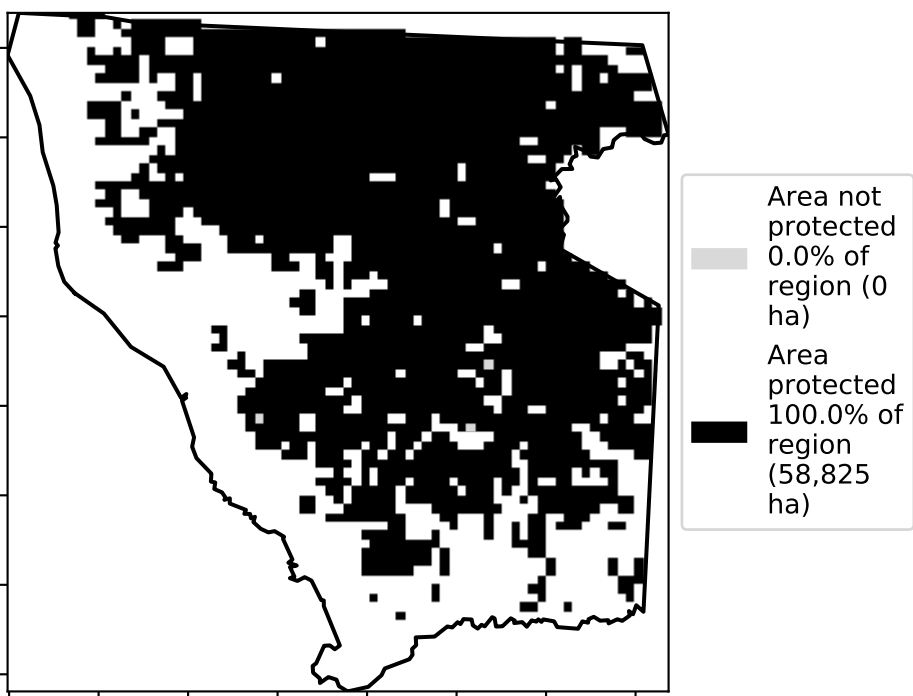 Area not
protected
0.0% of
region (0
ha)
Area
protected
100.0% of
region
(58,825
ha)